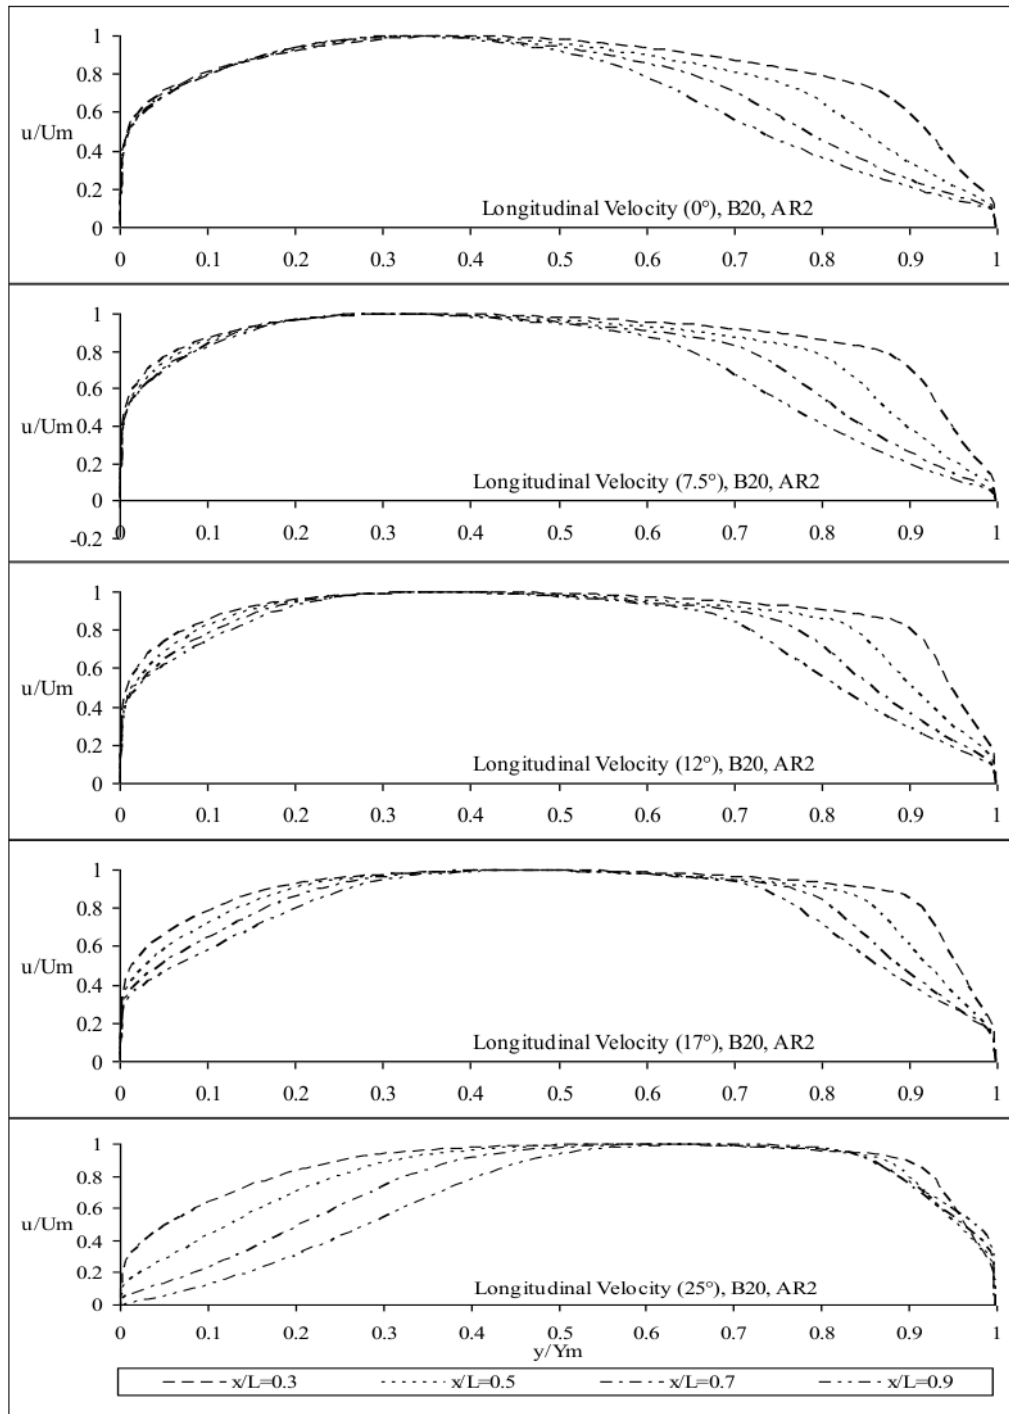 1
0.8
0.6
u/Um
0.4
0.2
Longitudinal Velocity (0°), B20, AR2
0
0 0.1 0.2 0.3 0.4 0.5 0.6 0.7 0.8 0.9 1
1
0.8
0.6
u/Um 0.4
0.2
Longitudinal Velocity (7.5°), B20, AR2
0
-0.2
0 0.1 0.2 0.3 0.4 0.5 0.6 0.7 0.8 0.9 1
1
0.8
0.6
u/Um
0.4
0.2
Longitudinal Velocity (12°), B20, AR2
0
0 0.1 0.2 0.3 0.4 0.5 0.6 0.7 0.8 0.9 1
1
0.8
0.6
u/Um
0.4
0.2
Longitudinal Velocity (17°), B20, AR2
0
0 0.1 0.2 0.3 0.4 0.5 0.6 0.7 0.8 0.9 1
1
0.8
0.6
u/Um
0.4
0.2
Longitudinal Velocity (25°), B20, AR2
0
0 0.1 0.2 0.3 0.4 0.5 0.6 0.7 0.8 0.9 1
y/Ym
x/L=0.3 x/L=0.5 x/L=0.7 x/L=0.9